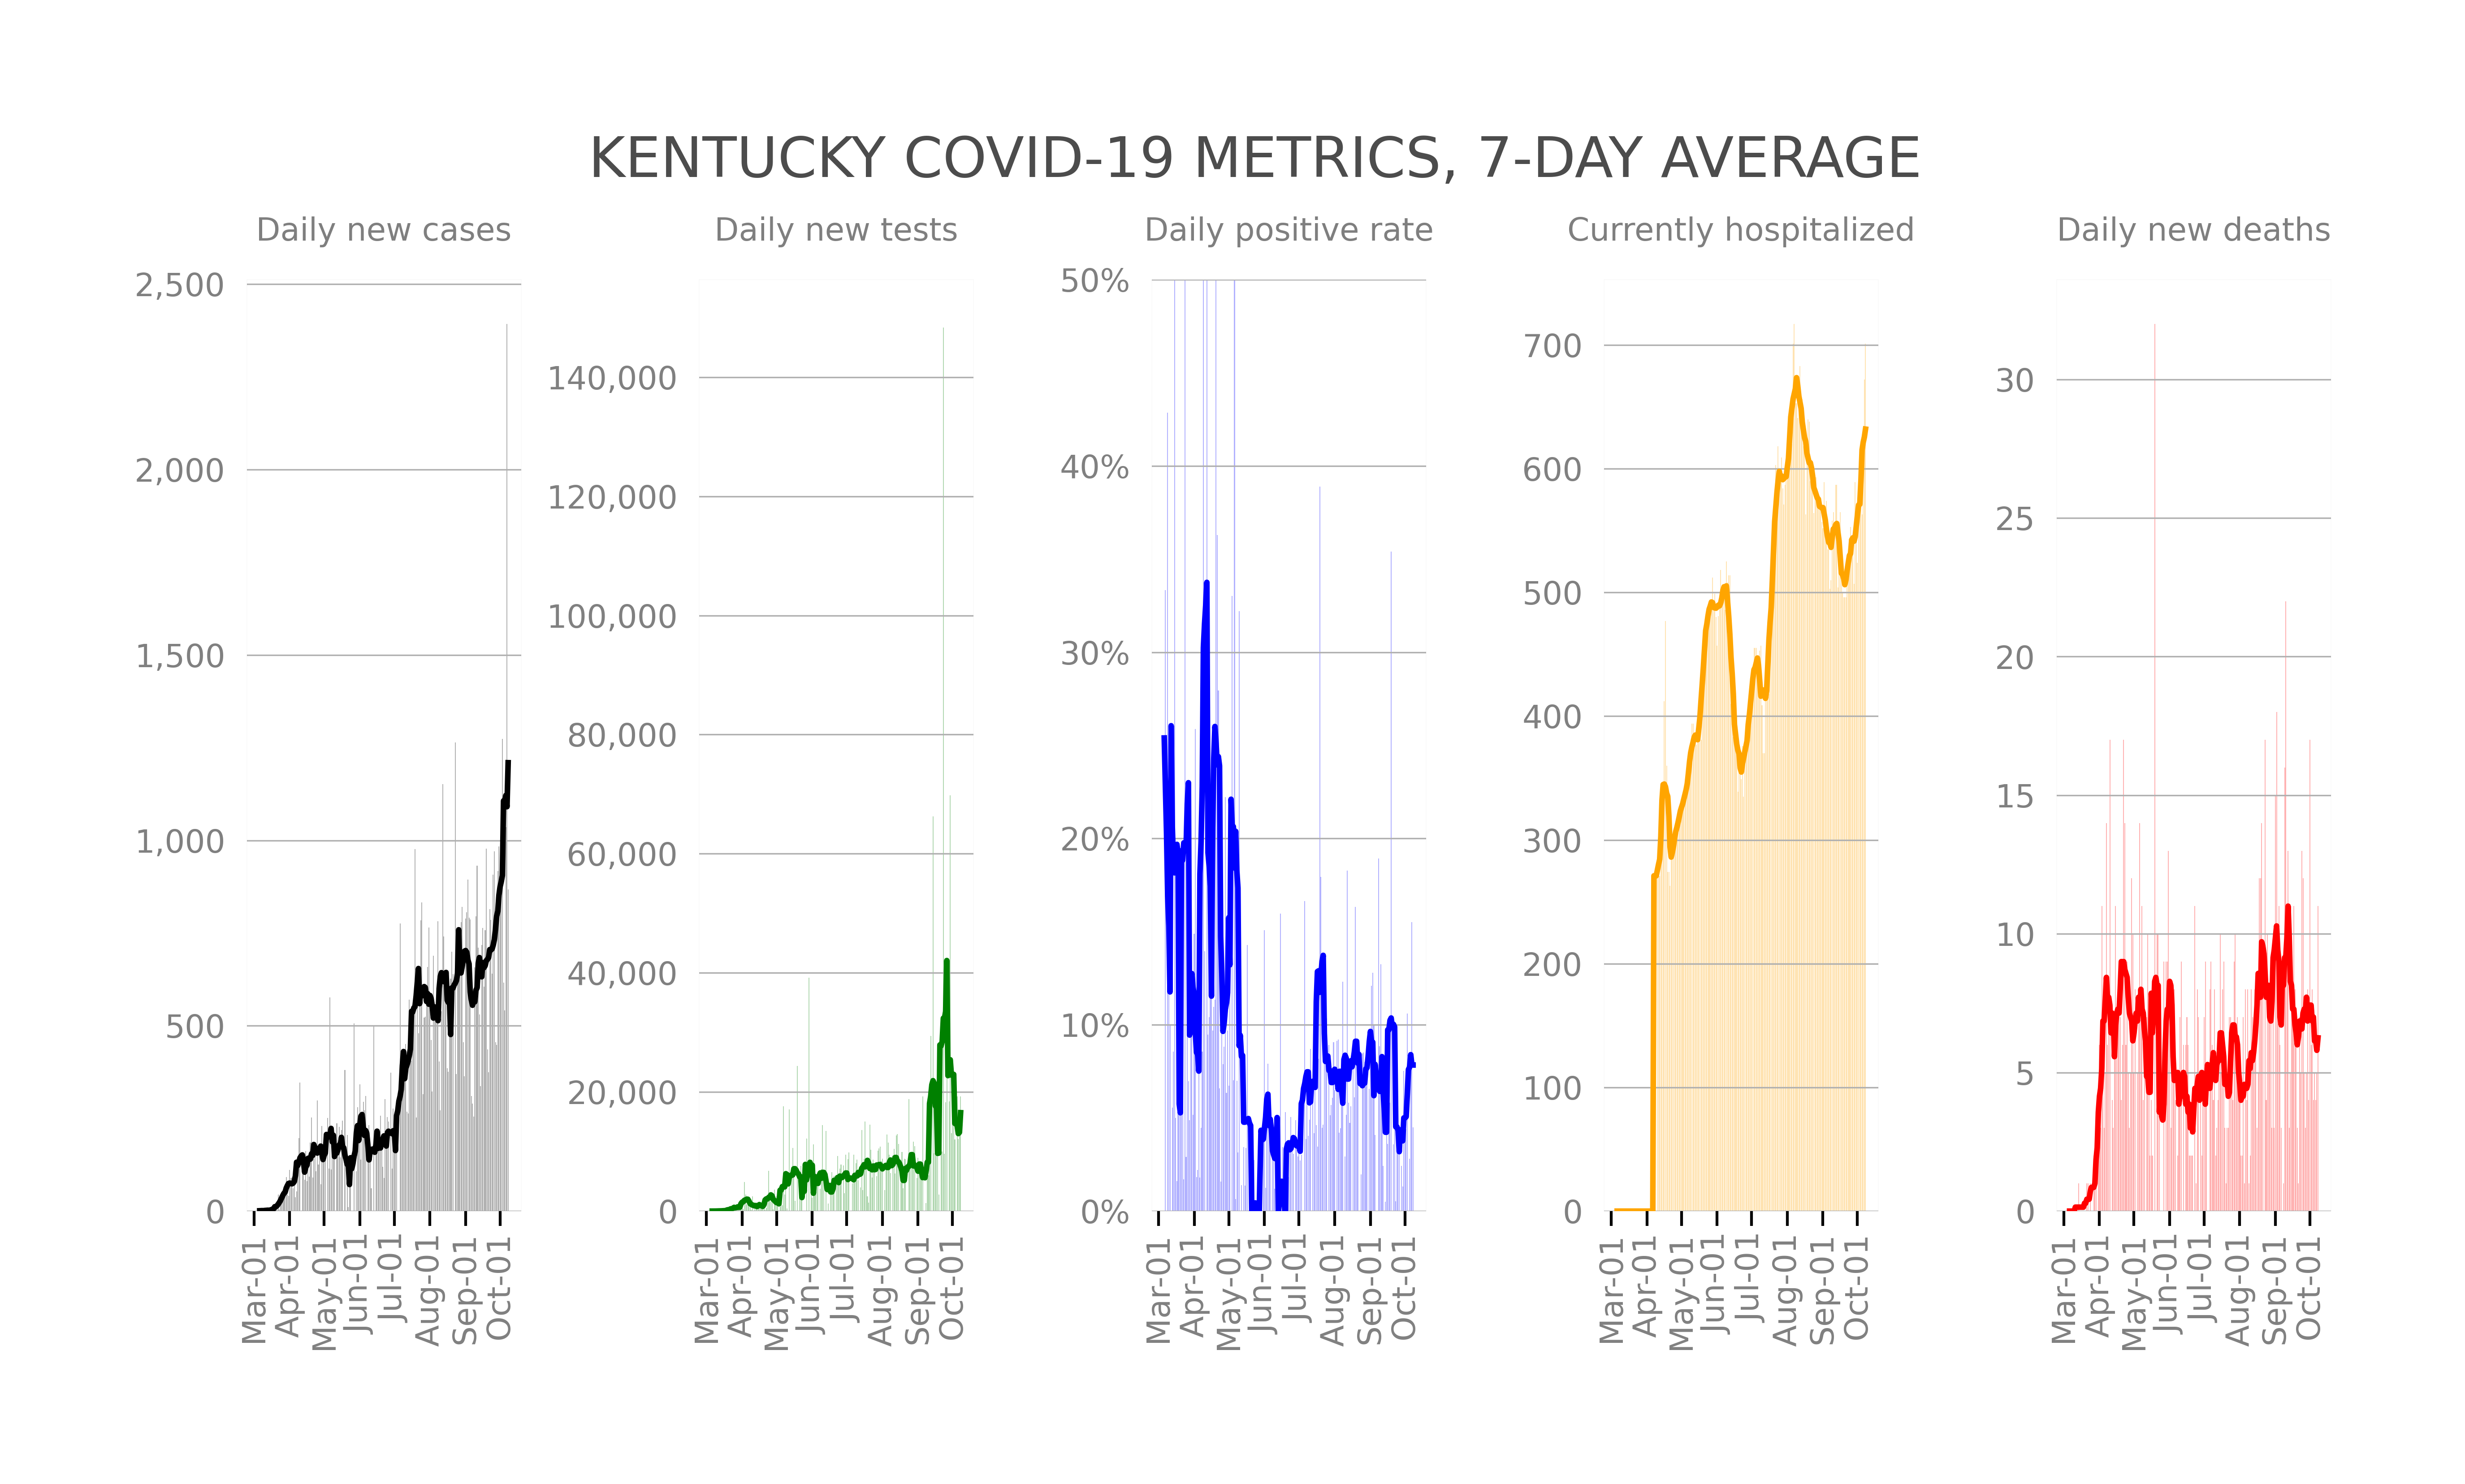 KENTUCKY COVID-19 METRICS, 7-DAY AVERAGE
Daily new cases
2,500
2,000
1,500
1,000
500
0
Mar-01
Apr-01
May-01
Jun-01
Jul-01
Aug-01
Sep-01
Oct-01
Daily new tests
140,000
120,000
100,000
80,000
60,000
40,000
20,000
0
Mar-01
Apr-01
May-01
Jun-01
Jul-01
Aug-01
Sep-01
Oct-01
Daily positive rate
50%
40%
30%
20%
10%
0%
Mar-01
Apr-01
May-01
Jun-01
Jul-01
Aug-01
Sep-01
Oct-01
Currently hospitalized
700
600
500
400
300
200
100
0
Mar-01
Apr-01
May-01
Jun-01
Jul-01
Aug-01
Sep-01
Oct-01
Daily new deaths
30
25
20
15
10
5
0
Mar-01
Apr-01
May-01
Jun-01
Jul-01
Aug-01
Sep-01
Oct-01